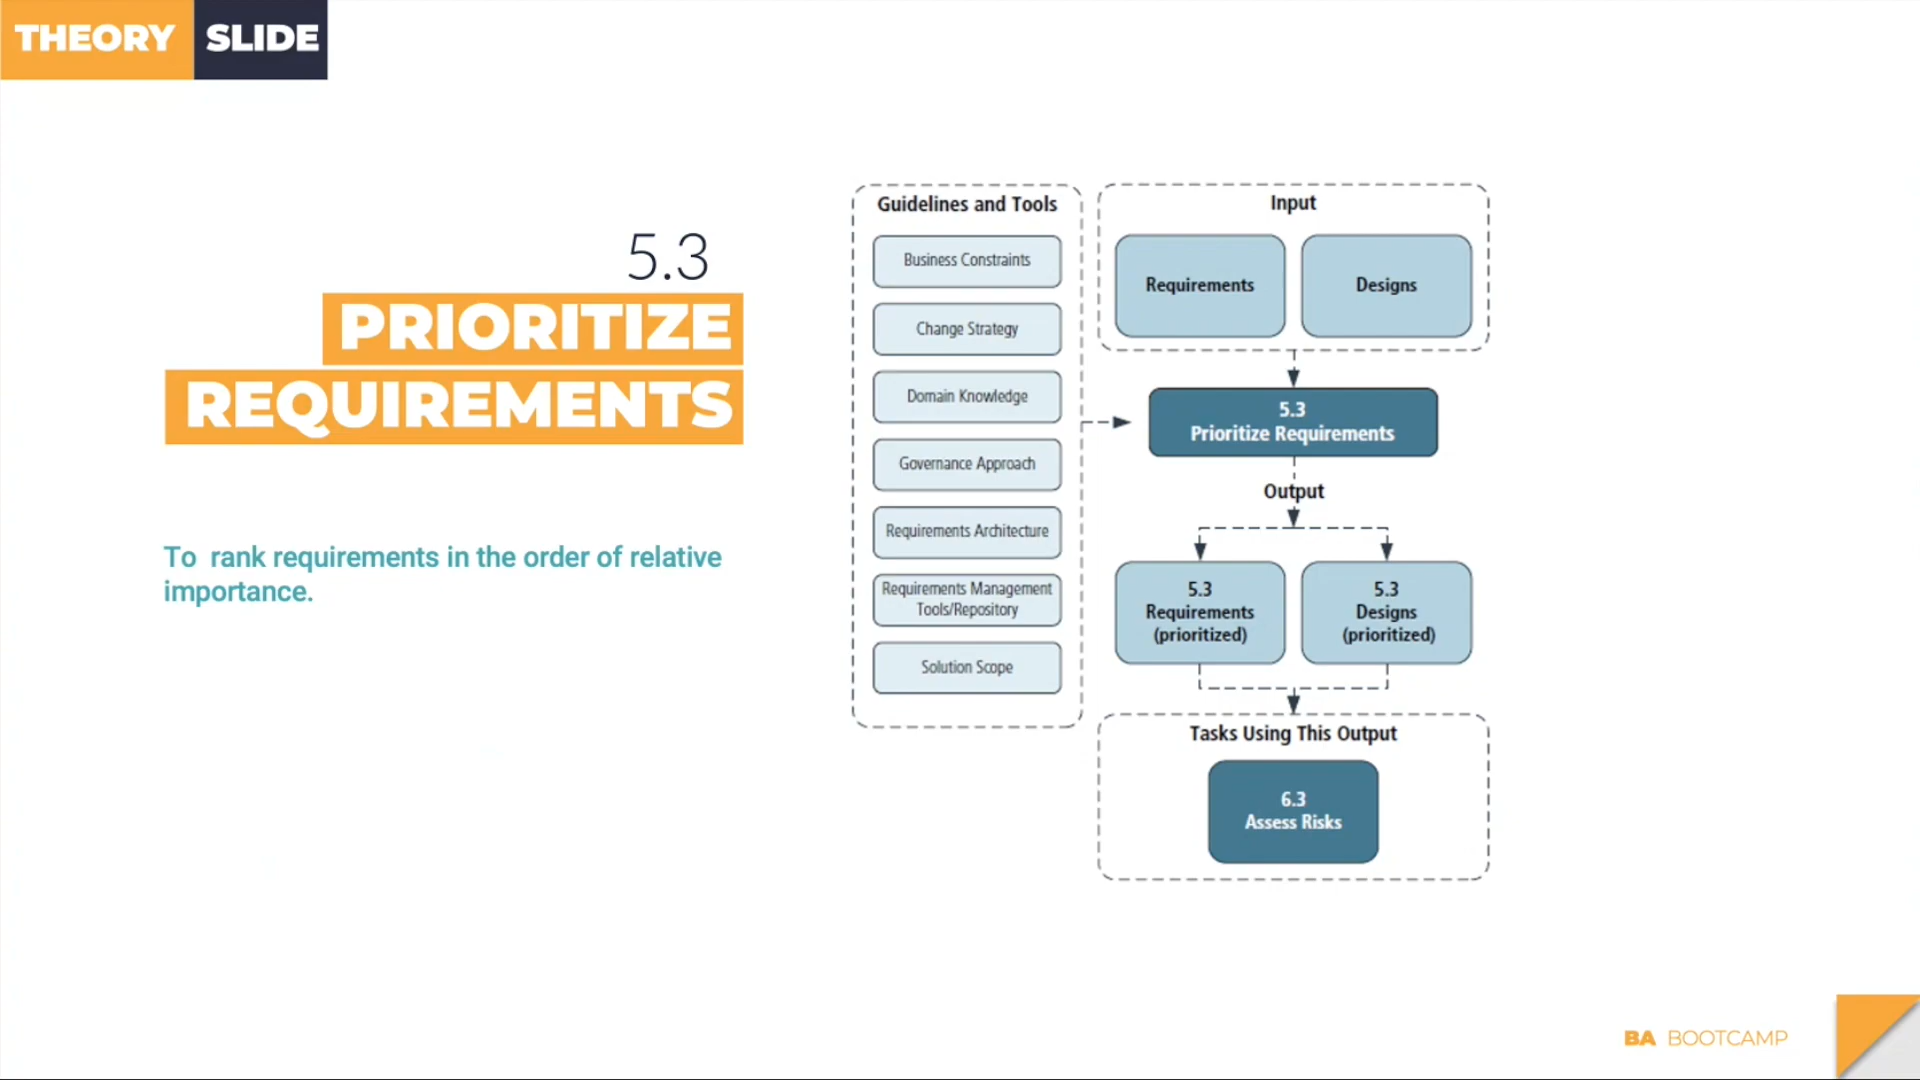 THEORY SLIDE
5.3
PRIORITIZE
REQUIREMENTS
To rank requirements in the order of relative
importance.
Guidelines and Tools
Business Constraints
Change Strategy
Domain Knowledge
Governance Approach
Requirements Architecture
Requirements Management
Tools/Repository
Solution Scope
Input
Requirements
Designs
5.3
Prioritize Requirements
Output
5.3
Requirements
(prioritized)
5.3
Designs
(prioritized)
Tasks Using This Output
6.3
Assess Risks
BA BOOTCAMP